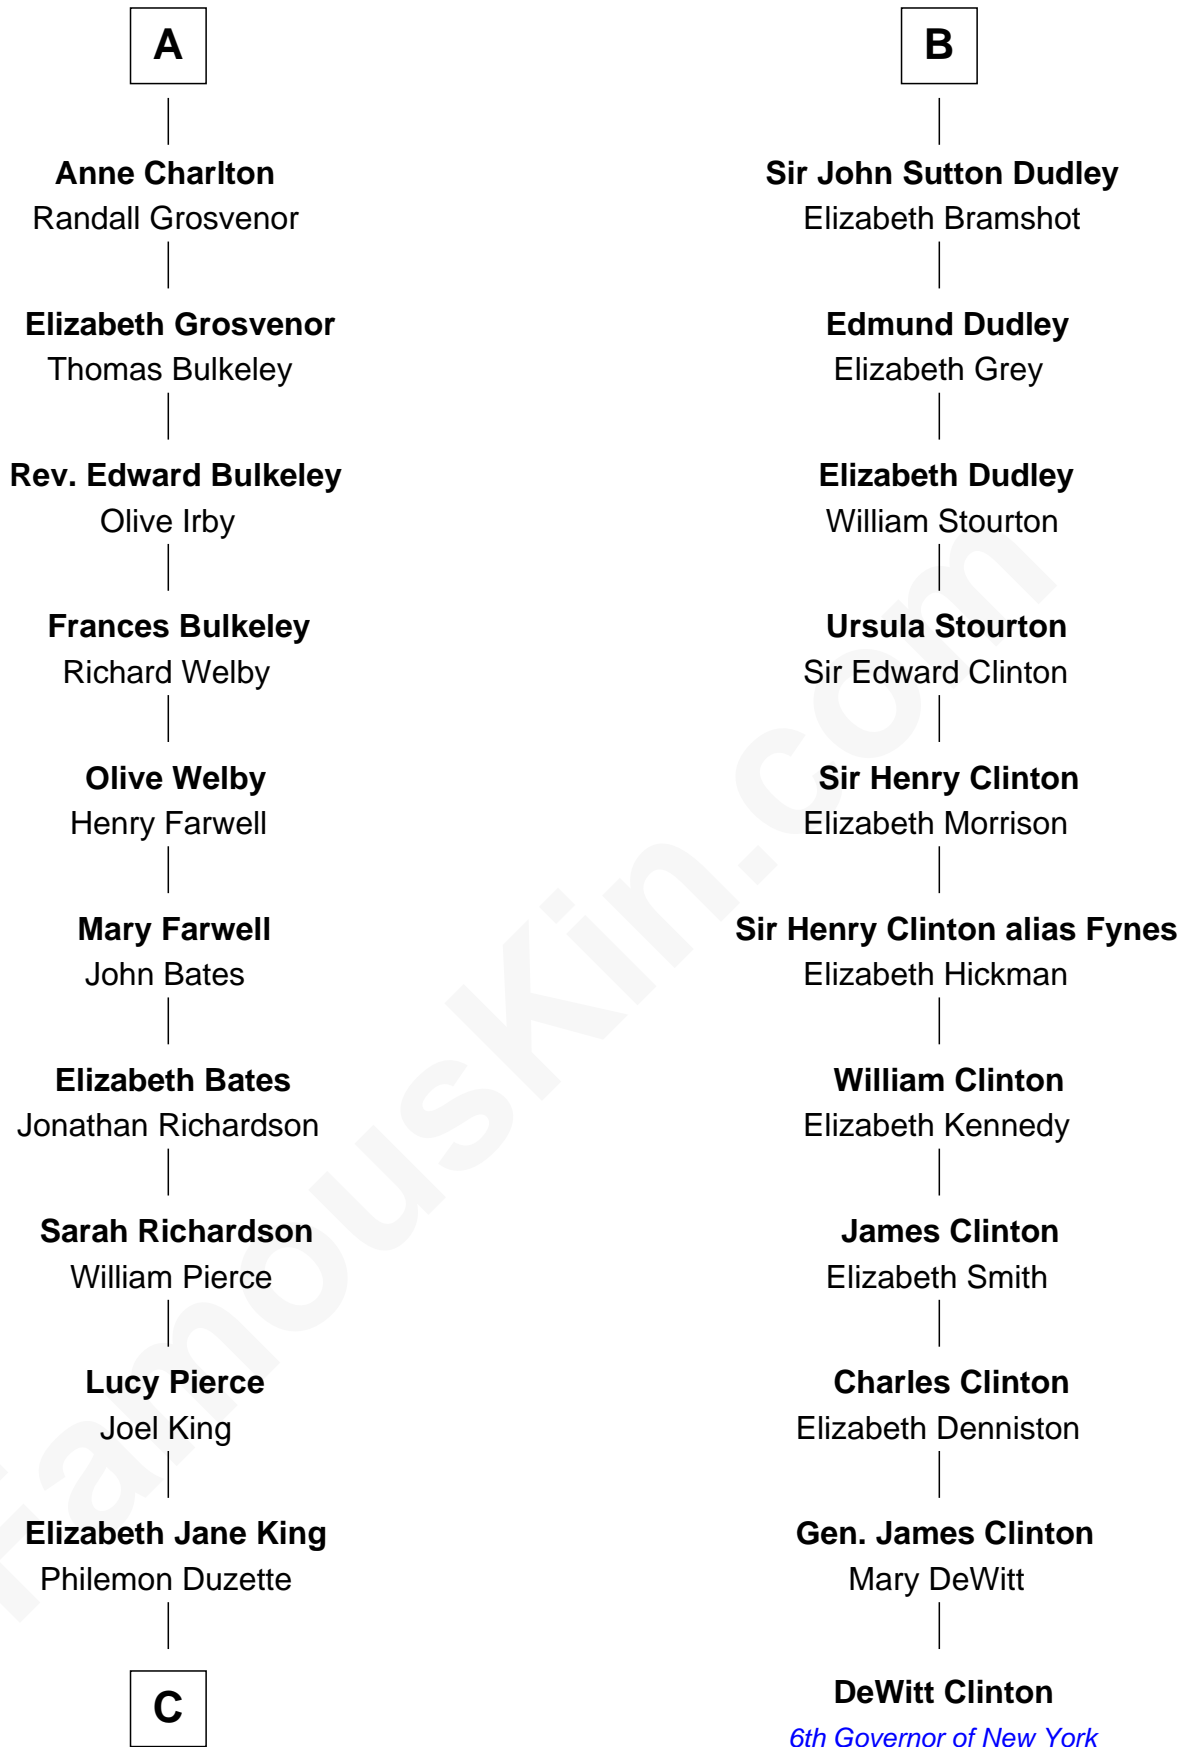 A
Anne Charlton
Randall Grosvenor
Elizabeth Grosvenor
Thomas Bulkeley
Rev. Edward Bulkeley
Olive Irby
Frances Bulkeley
Richard Welby
Olive Welby
Henry Farwell
Mary Farwell
John Bates
Elizabeth Bates
Jonathan Richardson
Sarah Richardson
William Pierce
Lucy Pierce
Joel King
Elizabeth Jane King
Philemon Duzette
C
B
Sir John Sutton Dudley
Elizabeth Bramshot
Edmund Dudley
Elizabeth Grey
Elizabeth Dudley
William Stourton
Ursula Stourton
Sir Edward Clinton
Sir Henry Clinton
Elizabeth Morrison
Sir Henry Clinton alias Fynes
Elizabeth Hickman
William Clinton
Elizabeth Kennedy
James Clinton
Elizabeth Smith
Charles Clinton
Elizabeth Denniston
Gen. James Clinton
Mary DeWitt
DeWitt Clinton
6th Governor of New York
FamousKin.com